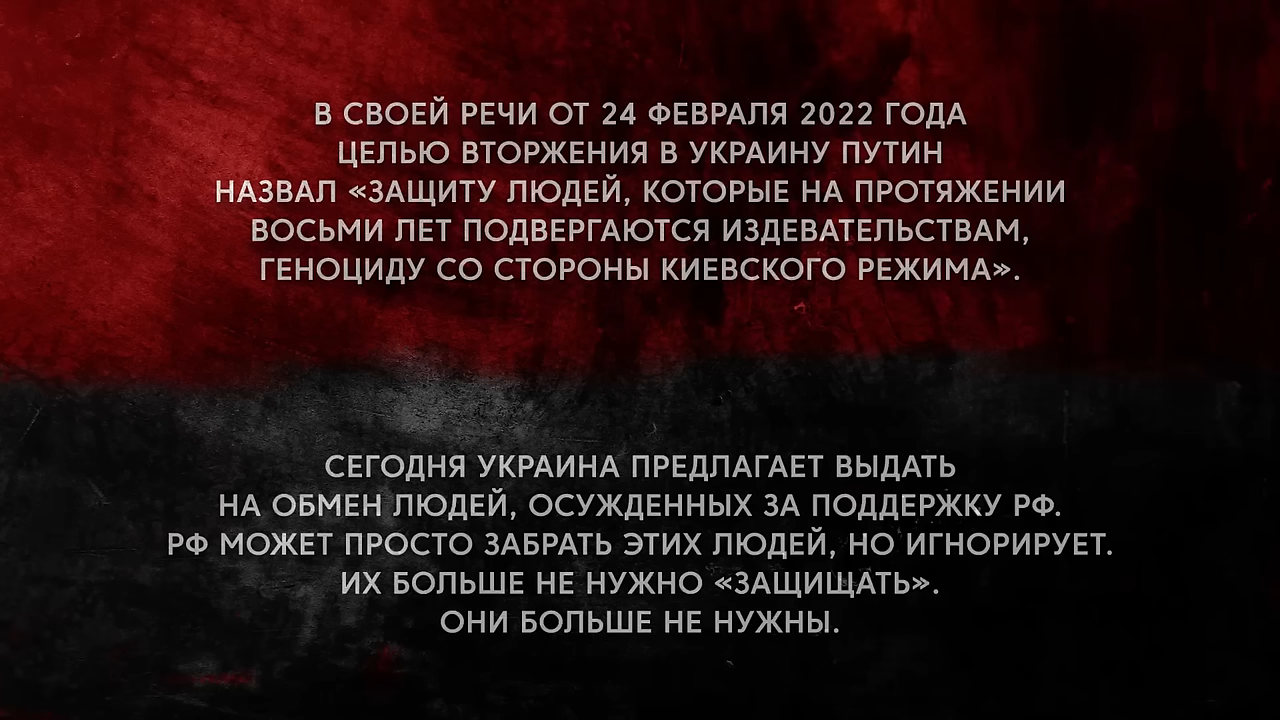 В СВОЕЙ РЕЧИ ОТ 24 ФЕВРАЛЯ 2022 ГОДА
ЦЕЛЬЮ ВТОРЖЕНИЯ В УКРАИНУ ПУТИН
НАЗВАЛ «ЗАЩИТУ ЛЮДЕЙ, КОТОРЫЕ НА ПРОТЯЖЕНИИ
ВОСЬМИ ЛЕТ ПОДВЕРГАЮТСЯ ИЗДЕВАТЕЛЬСТВАМ,
ГЕНОЦИДУ СО СТОРОНЫ КИЕВСКОГО РЕЖИМА».
СЕГОДНЯ УКРАИНА ПРЕДЛАГАЕТ ВЫДАТЬ
НА ОБМЕН ЛЮДЕЙ, ОСУЖДЕННЫХ ЗА ПОДДЕРЖКУ РФ.
РФ МОЖЕТ ПРОСТО ЗАБРАТЬ ЭТИХ ЛЮДЕЙ, НО ИГНОРИРУЕТ.
ИХ БОЛЬШЕ НЕ НУЖНО «ЗАЩИЩАТЬ».
ОНИ БОЛЬШЕ НЕ НУЖНЫ.